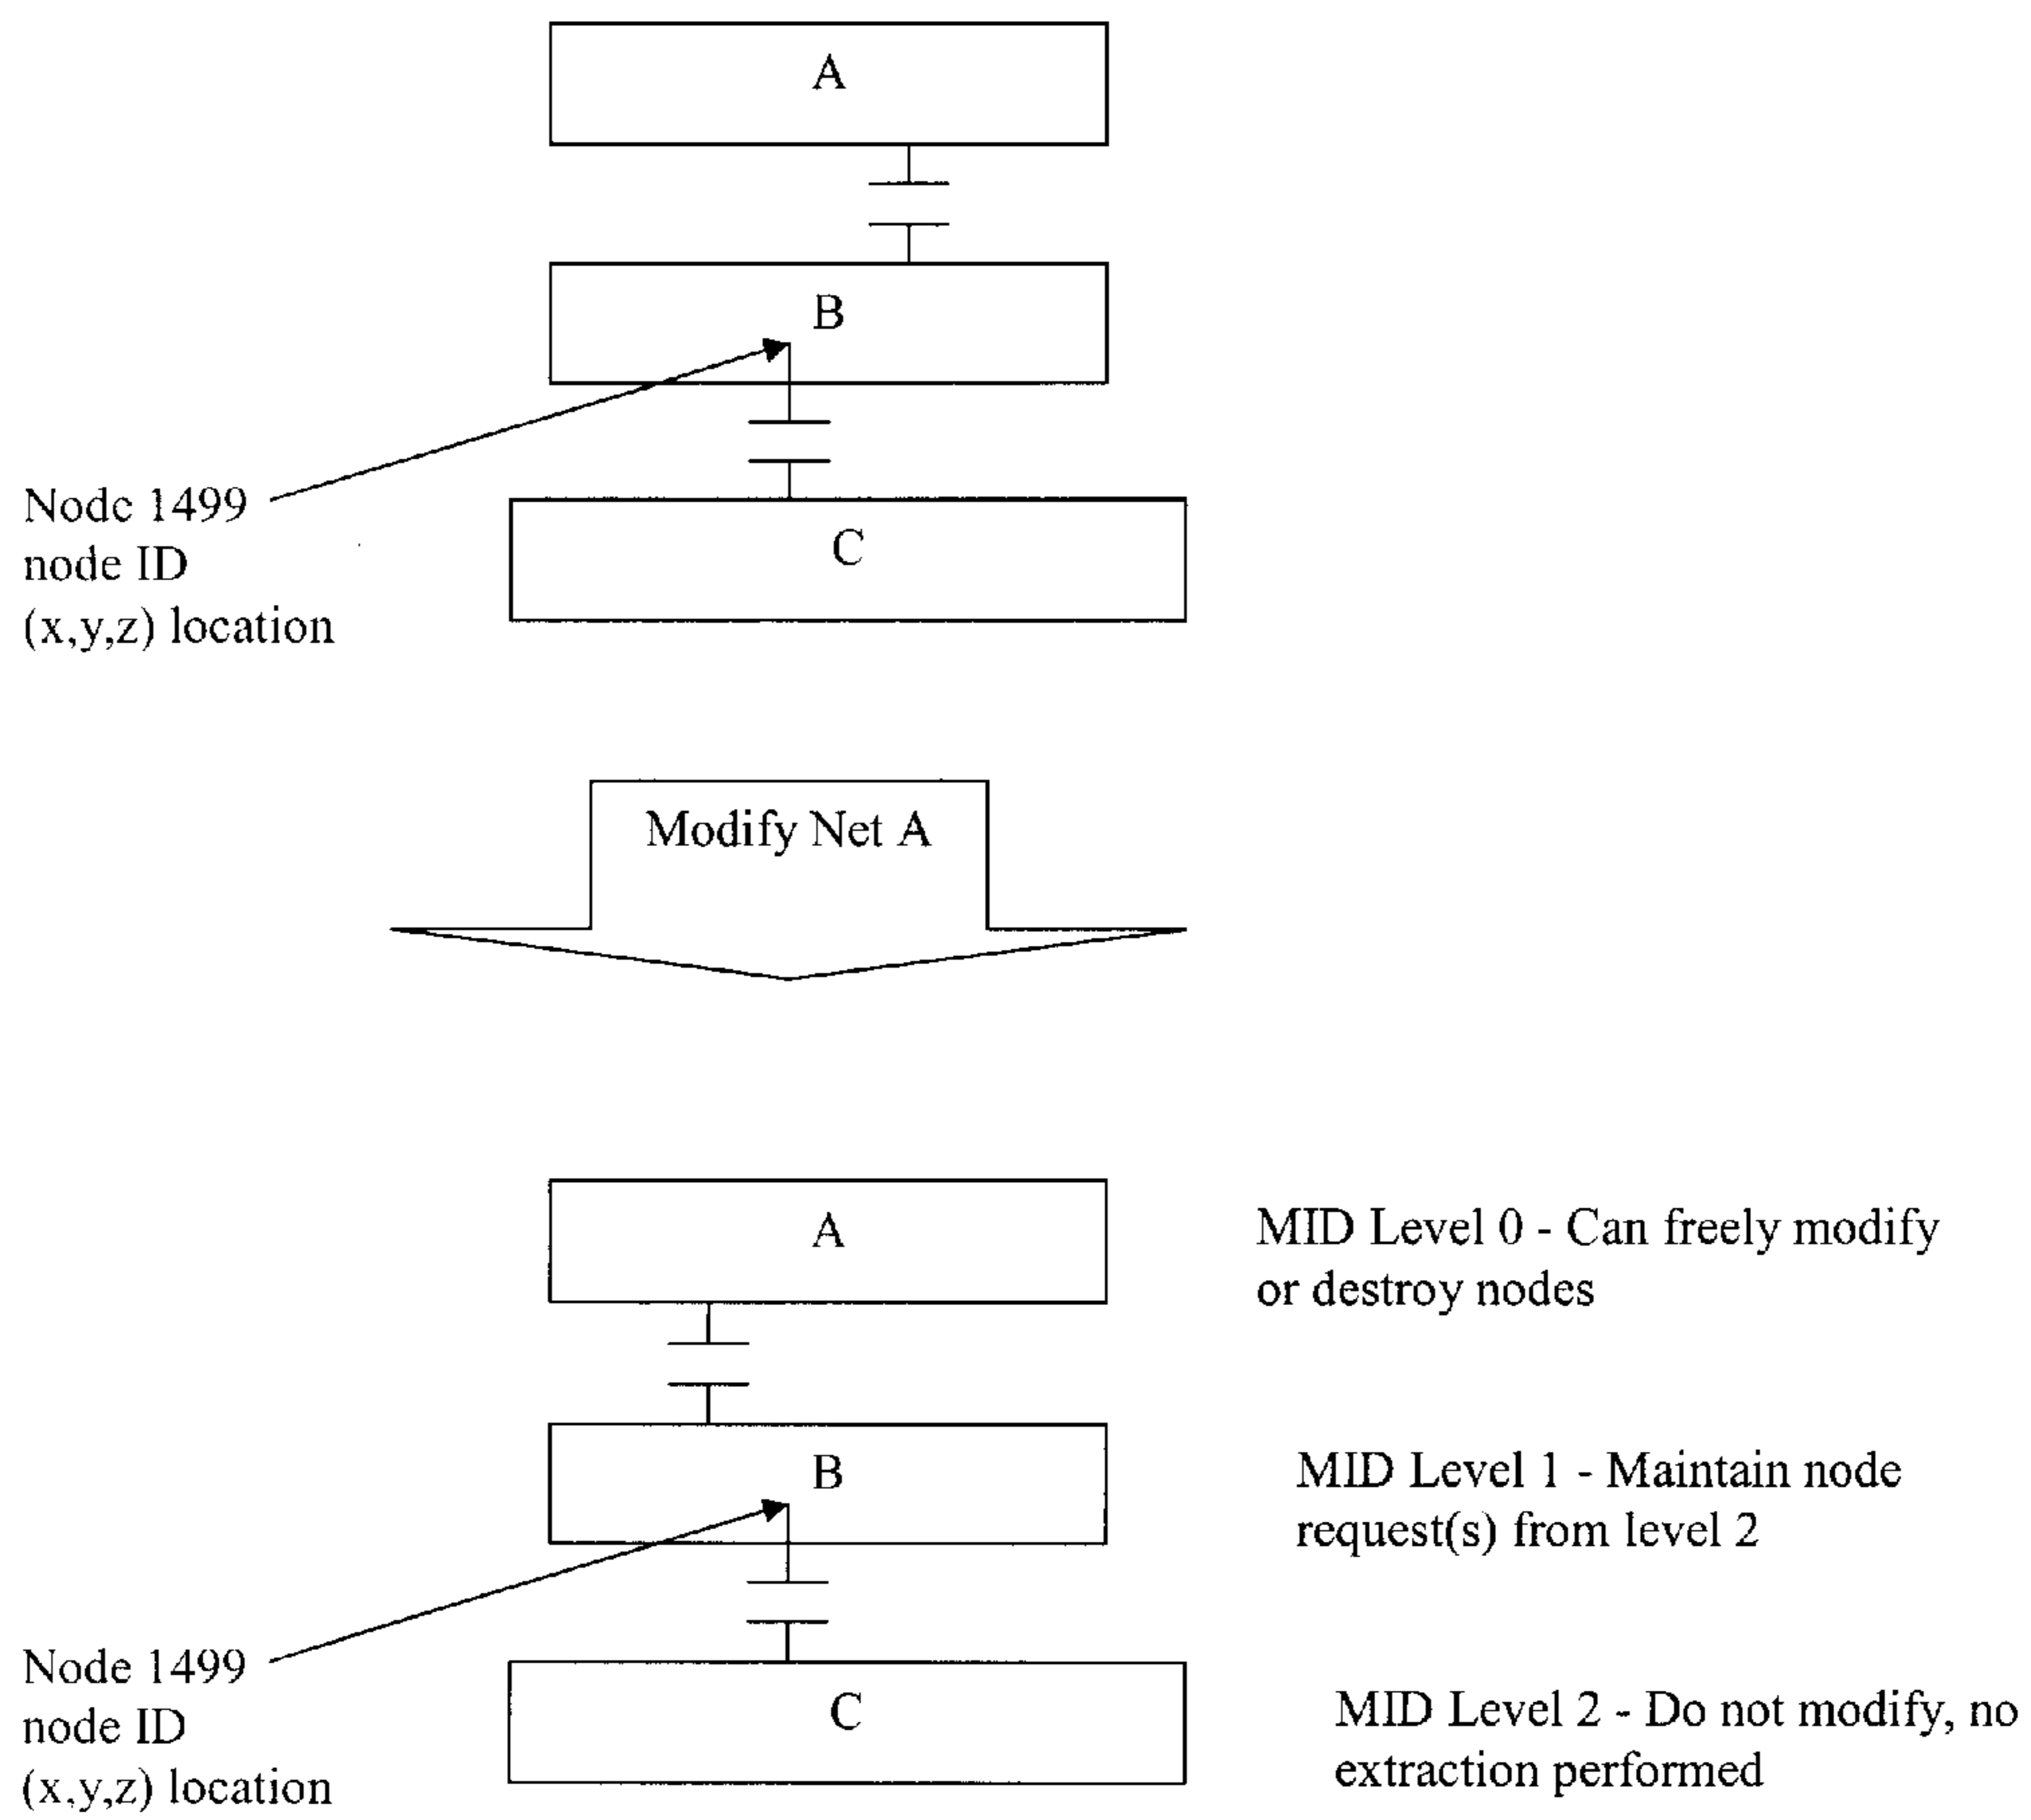 A
B
Node 1499
node ID
(x,y,z) location
C
Modify Net A
A
MID Level 0 - Can freely modify
or destroy nodes
B
MID Level 1 - Maintain node
request(s) from level 2
Node 1499
node ID
(x,y,z) location
C
MID Level 2 - Do not modify, no
extraction performed